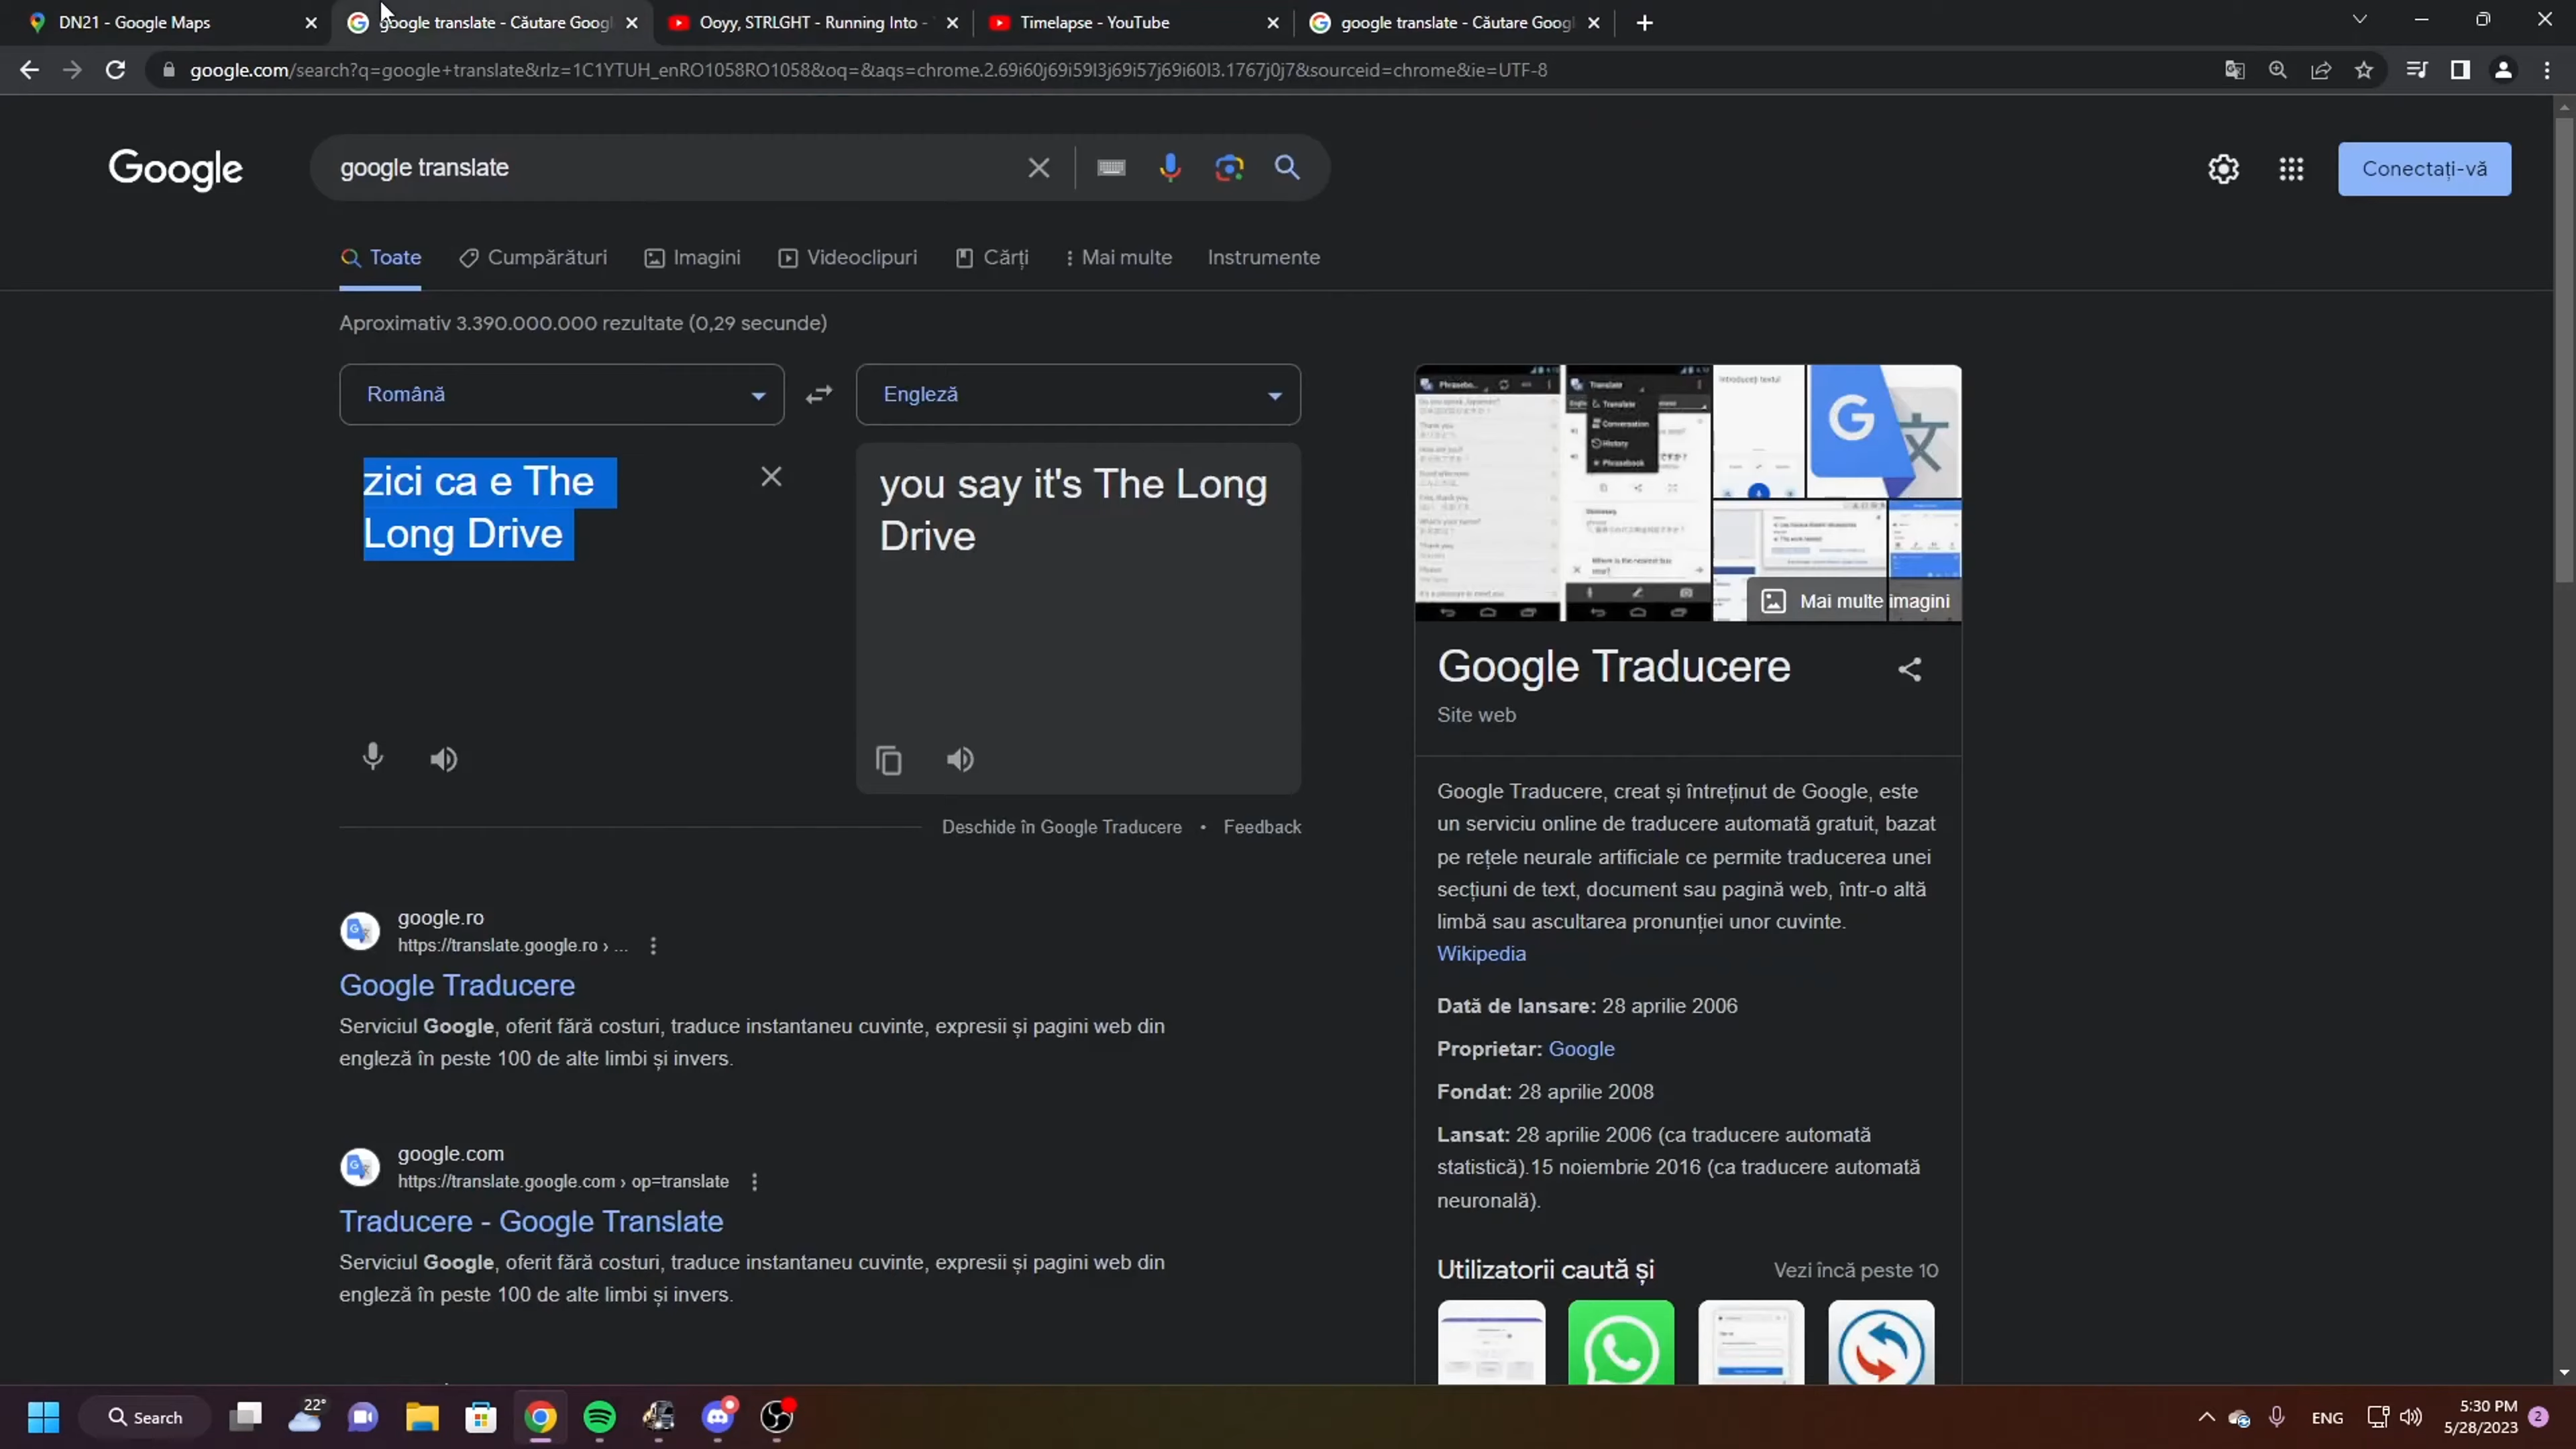 DN21 - Google Maps
google translate - Căutare Goog
Ooyy, STRLGHT - Running Into -
Timelapse - YouTube
google translate - Căutare Goog
google.com/search?q=google+translate&rlz=1C1YTUH_enRO1058RO1058&oq=&aqs=chrome.2.69i60j69i59l3j69i57j69i60l3.1767j0j7&sourceid=chrome&ie=UTF-8
Google
google translate
Conectați-vă
Toate
Cumpărături
Imagini
Videoclipuri
Cărți
Mai multe
Instrumente
Aproximativ 3.390.000.000 rezultate (0,29 secunde)
Română
Engleză
zici ca e The
Long Drive
you say it's The Long
Drive
Deschide în Google Traducere • Feedback
google.ro
https://translate.google.ro › ...
Google Traducere
Serviciul Google, oferit fără costuri, traduce instantaneu cuvinte, expresii și pagini web din
engleză în peste 100 de alte limbi și invers.
google.com
https://translate.google.com › op=translate
Traducere - Google Translate
Serviciul Google, oferit fără costuri, traduce instantaneu cuvinte, expresii și pagini web din
engleză în peste 100 de alte limbi și invers.
Translate
Conversation
History
Phrasebook
Mai multe imagini
Google Traducere
Site web
Google Traducere, creat și întreținut de Google, este
un serviciu online de traducere automată gratuit, bazat
pe rețele neurale artificiale ce permite traducerea unei
secțiuni de text, document sau pagină web, într-o altă
limbă sau ascultarea pronunției unor cuvinte.
Wikipedia
Dată de lansare: 28 aprilie 2006
Proprietar: Google
Fondat: 28 aprilie 2008
Lansat: 28 aprilie 2006 (ca traducere automată
statistică).15 noiembrie 2016 (ca traducere automată
neuronală).
Utilizatorii caută și
Vezi încă peste 10
Search
22°
ENG
5:30 PM
5/28/2023
2